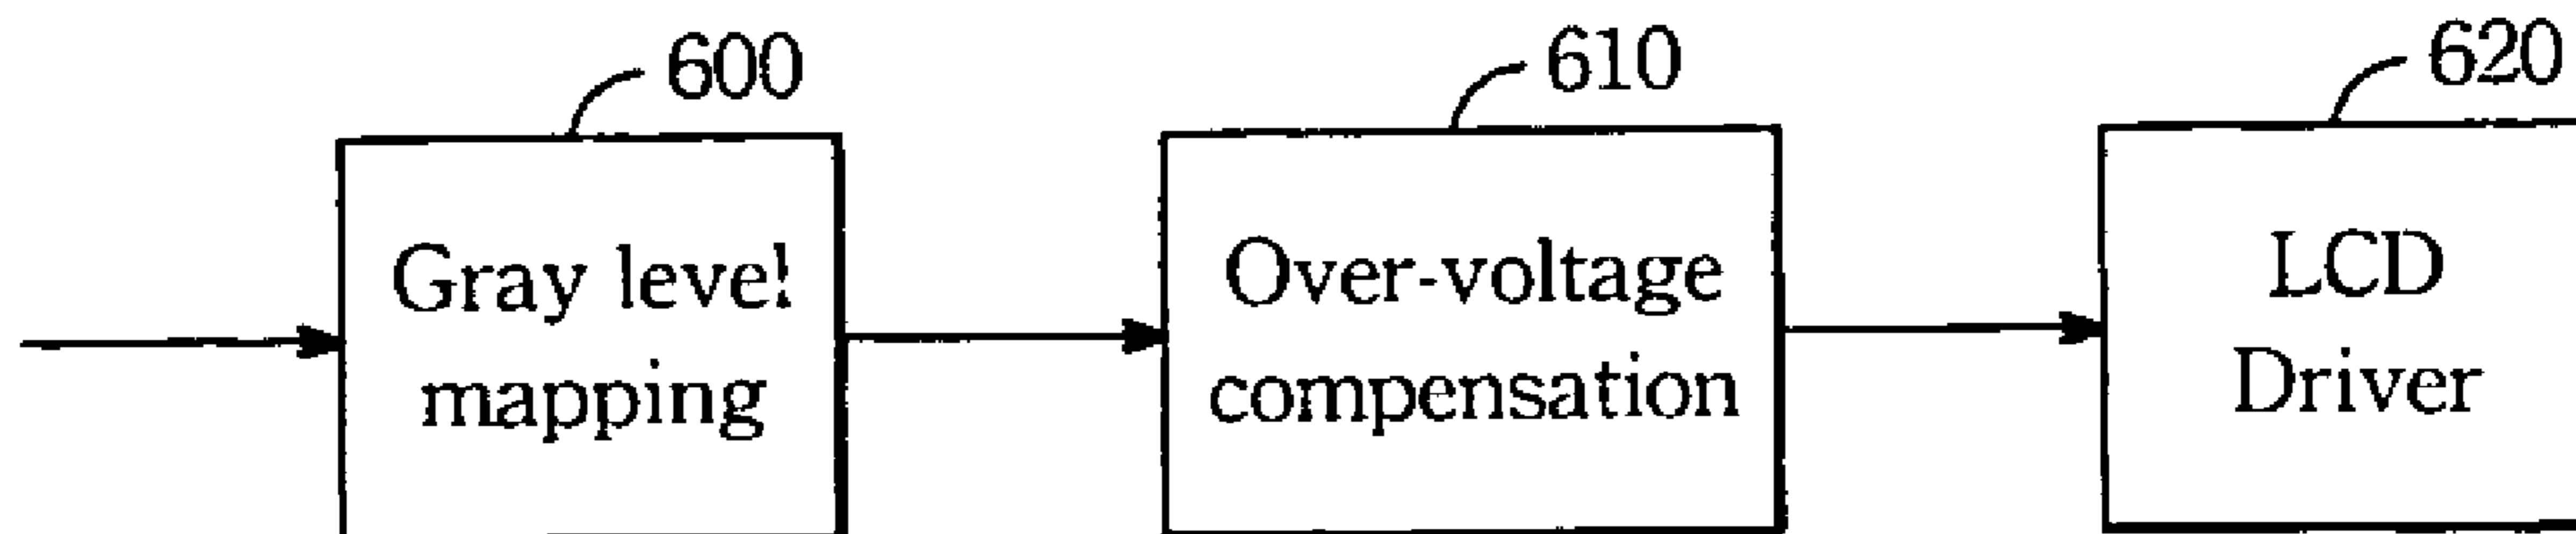 600
610
620
Gray level
mapping
Over-voltage
compensation
LCD
Driver